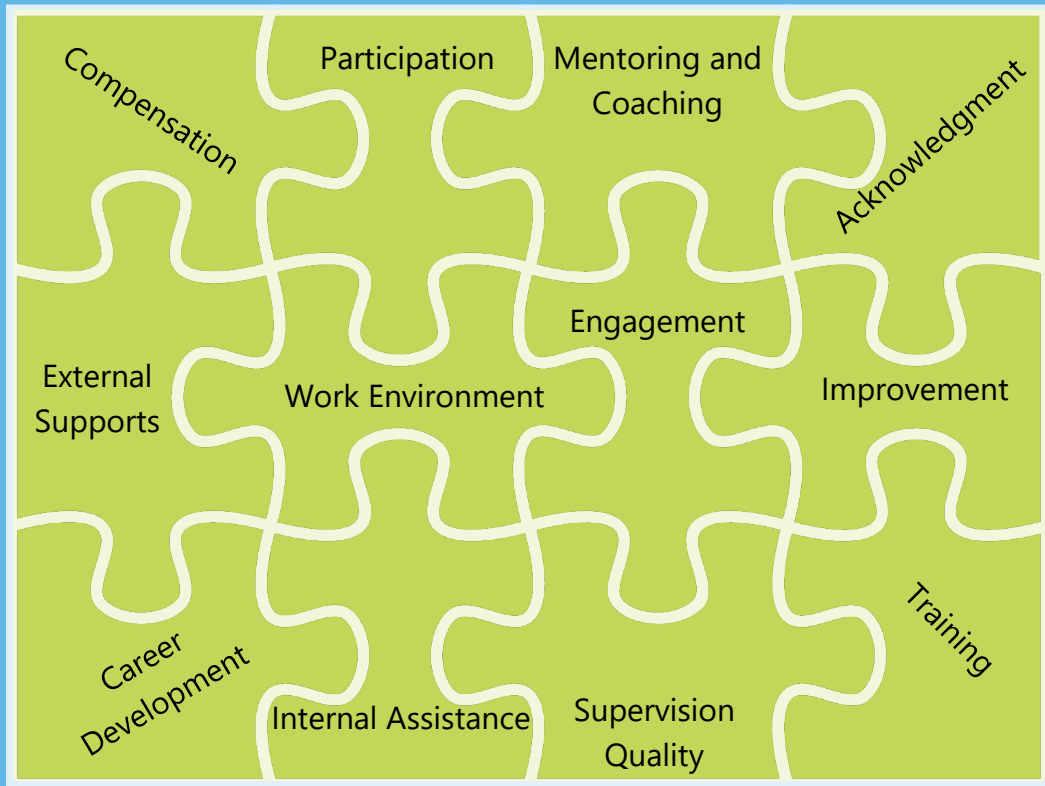 Compensation
Participation
Mentoring and
Coaching
Acknowledgment
External
Supports
Work Environment
Engagement
Improvement
Career
Development
Internal Assistance
Supervision
Quality
Training